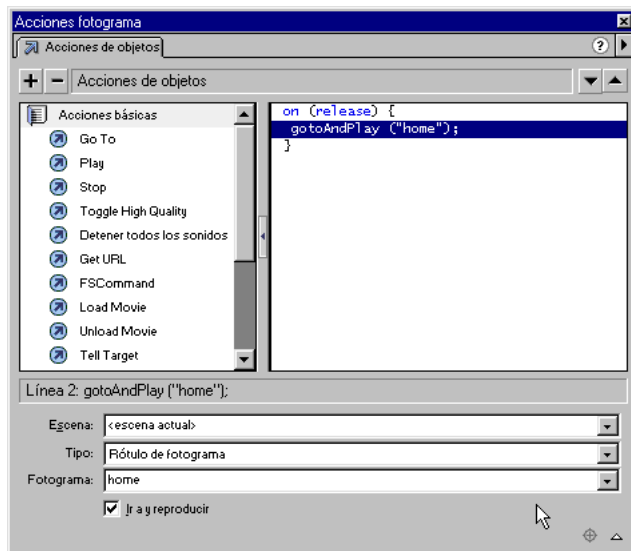 Acciones fotograma
Acciones de objetos
?
+ − Acciones de objetos
Acciones básicas
Go To
Play
Stop
Toggle High Quality
Detener todos los sonidos
Get URL
FSCommand
Load Movie
Unload Movie
Tell Target
on (release) {
gotoAndPlay ("home");
}
Línea 2: gotoAndPlay ("home");
Escena: <escena actual>
Tipo: Rótulo de fotograma
Fotograma: home
Ir a y reproducir